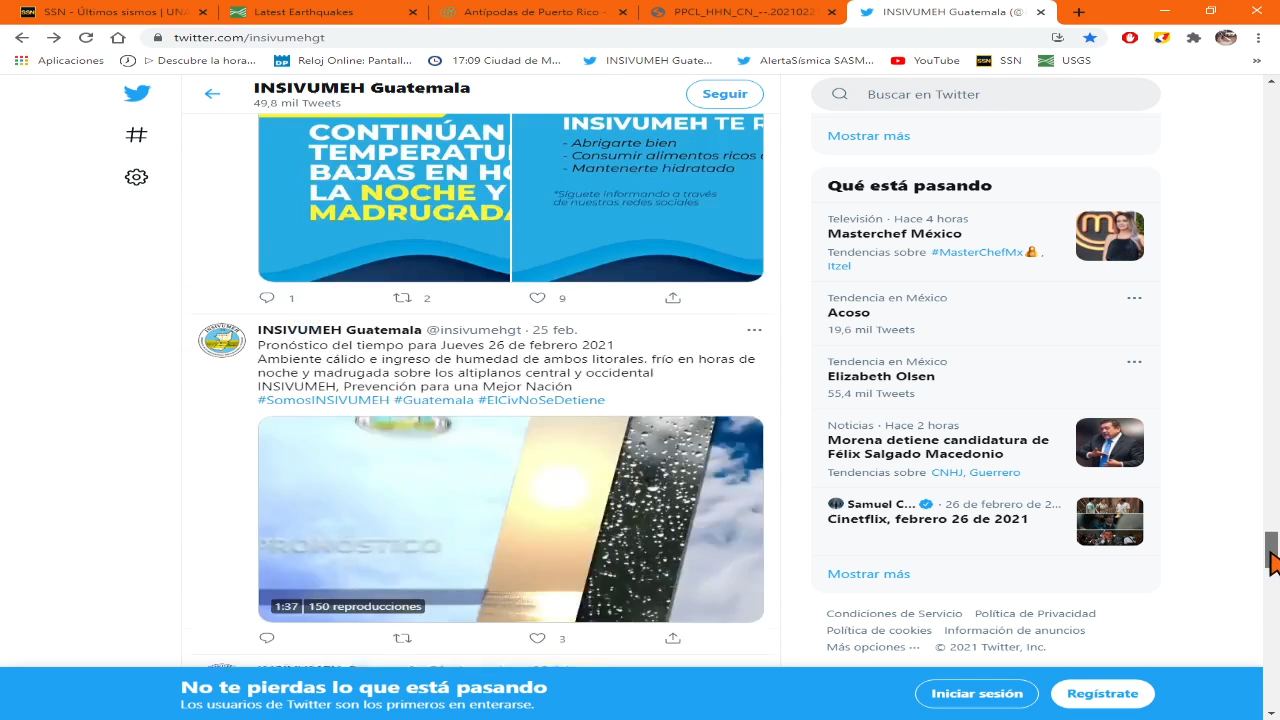 SSN - Últimos sismos | UNA
Latest Earthquakes
Antípodas de Puerto Rico -
PPCL_HHN_CN_--.2021022
INSIVUMEH Guatemala (@
twitter.com/insivumehgt
Aplicaciones
Descubre la hora...
DP
Reloj Online: Pantall...
17:09 Ciudad de M...
INSIVUMEH Guate...
AlertaSísmica SASM...
YouTube
SSN
SSN
USGS
INSIVUMEH Guatemala
49,8 mil Tweets
Seguir
CONTINÚAN
TEMPERATU
BAJAS EN HO
LA NOCHE Y
MADRUGADA
INSIVUMEH TE R
- Abrigarte bien
- Consumir alimentos ricos
- Mantenerte hidratado
*Síguete informando a través
de nuestras redes sociales
1 2 9
INSIVUMEH Guatemala @insivumehgt · 25 feb.
Pronóstico del tiempo para Jueves 26 de febrero 2021
Ambiente cálido e ingreso de humedad de ambos litorales. frío en horas de
noche y madrugada sobre los altiplanos central y occidental
INSIVUMEH, Prevención para una Mejor Nación
#SomosINSIVUMEH #Guatemala #ElCivNoSeDetiene
PRONÓSTICO
1:37 | 150 reproducciones
3
Buscar en Twitter
Mostrar más
Qué está pasando
Televisión · Hace 4 horas
Masterchef México
Tendencias sobre #MasterChefMx ,
Itzel
Tendencia en México
Acoso
19,6 mil Tweets
Tendencia en México
Elizabeth Olsen
55,4 mil Tweets
Noticias · Hace 2 horas
Morena detiene candidatura de
Félix Salgado Macedonio
Tendencias sobre CNHJ, Guerrero
Samuel C... · 26 de febrero de 2...
Cinetflix, febrero 26 de 2021
Mostrar más
Condiciones de Servicio Política de Privacidad
Política de cookies Información de anuncios
Más opciones ··· © 2021 Twitter, Inc.
No te pierdas lo que está pasando
Los usuarios de Twitter son los primeros en enterarse.
Iniciar sesión
Regístrate